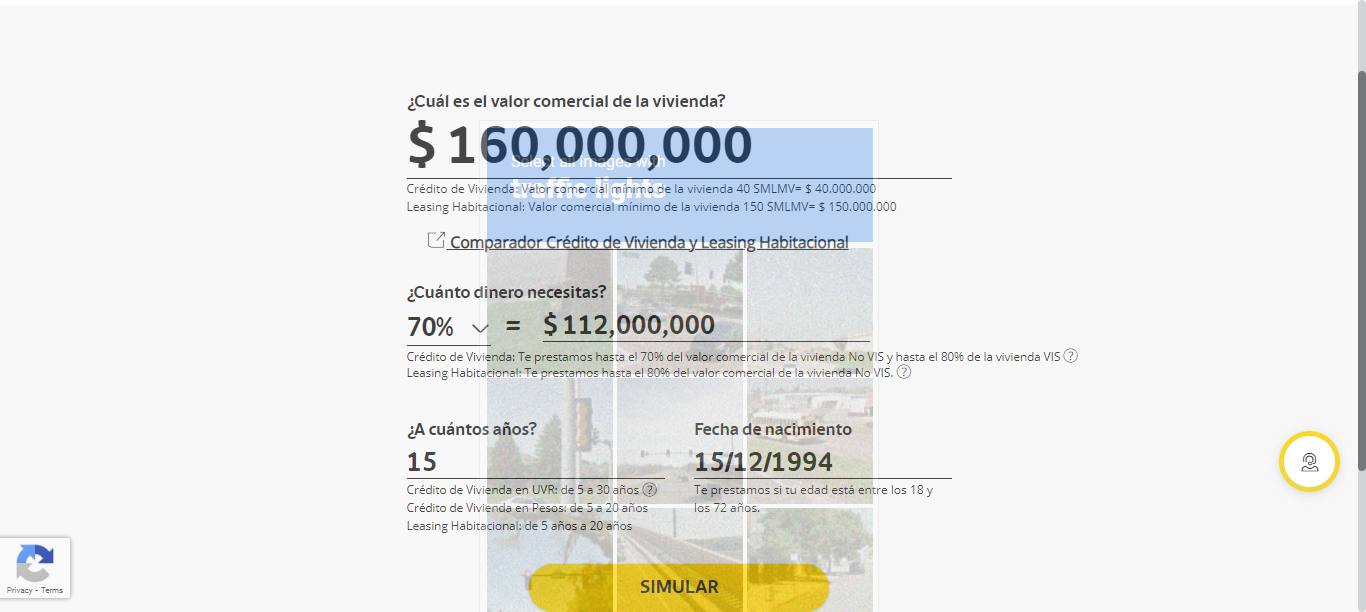 ¿Cuál es el valor comercial de la vivienda?
$ 160,000,000
Select all images with
traffic lights
Crédito de Vivienda: Valor comercial mínimo de la vivienda 40 SMLMV= $ 40.000.000
Leasing Habitacional: Valor comercial mínimo de la vivienda 150 SMLMV= $ 150.000.000
Comparador Crédito de Vivienda y Leasing Habitacional
¿Cuánto dinero necesitas?
70% = $ 112,000,000
Crédito de Vivienda: Te prestamos hasta el 70% del valor comercial de la vivienda No VIS y hasta el 80% de la vivienda VIS ?
Leasing Habitacional: Te prestamos hasta el 80% del valor comercial de la vivienda No VIS. ?
¿A cuántos años?
15
Crédito de Vivienda en UVR: de 5 a 30 años ?
Crédito de Vivienda en Pesos: de 5 a 20 años
Leasing Habitacional: de 5 años a 20 años
Fecha de nacimiento
15/12/1994
Te prestamos si tu edad está entre los 18 y
los 72 años.
SIMULAR
Privacy - Terms